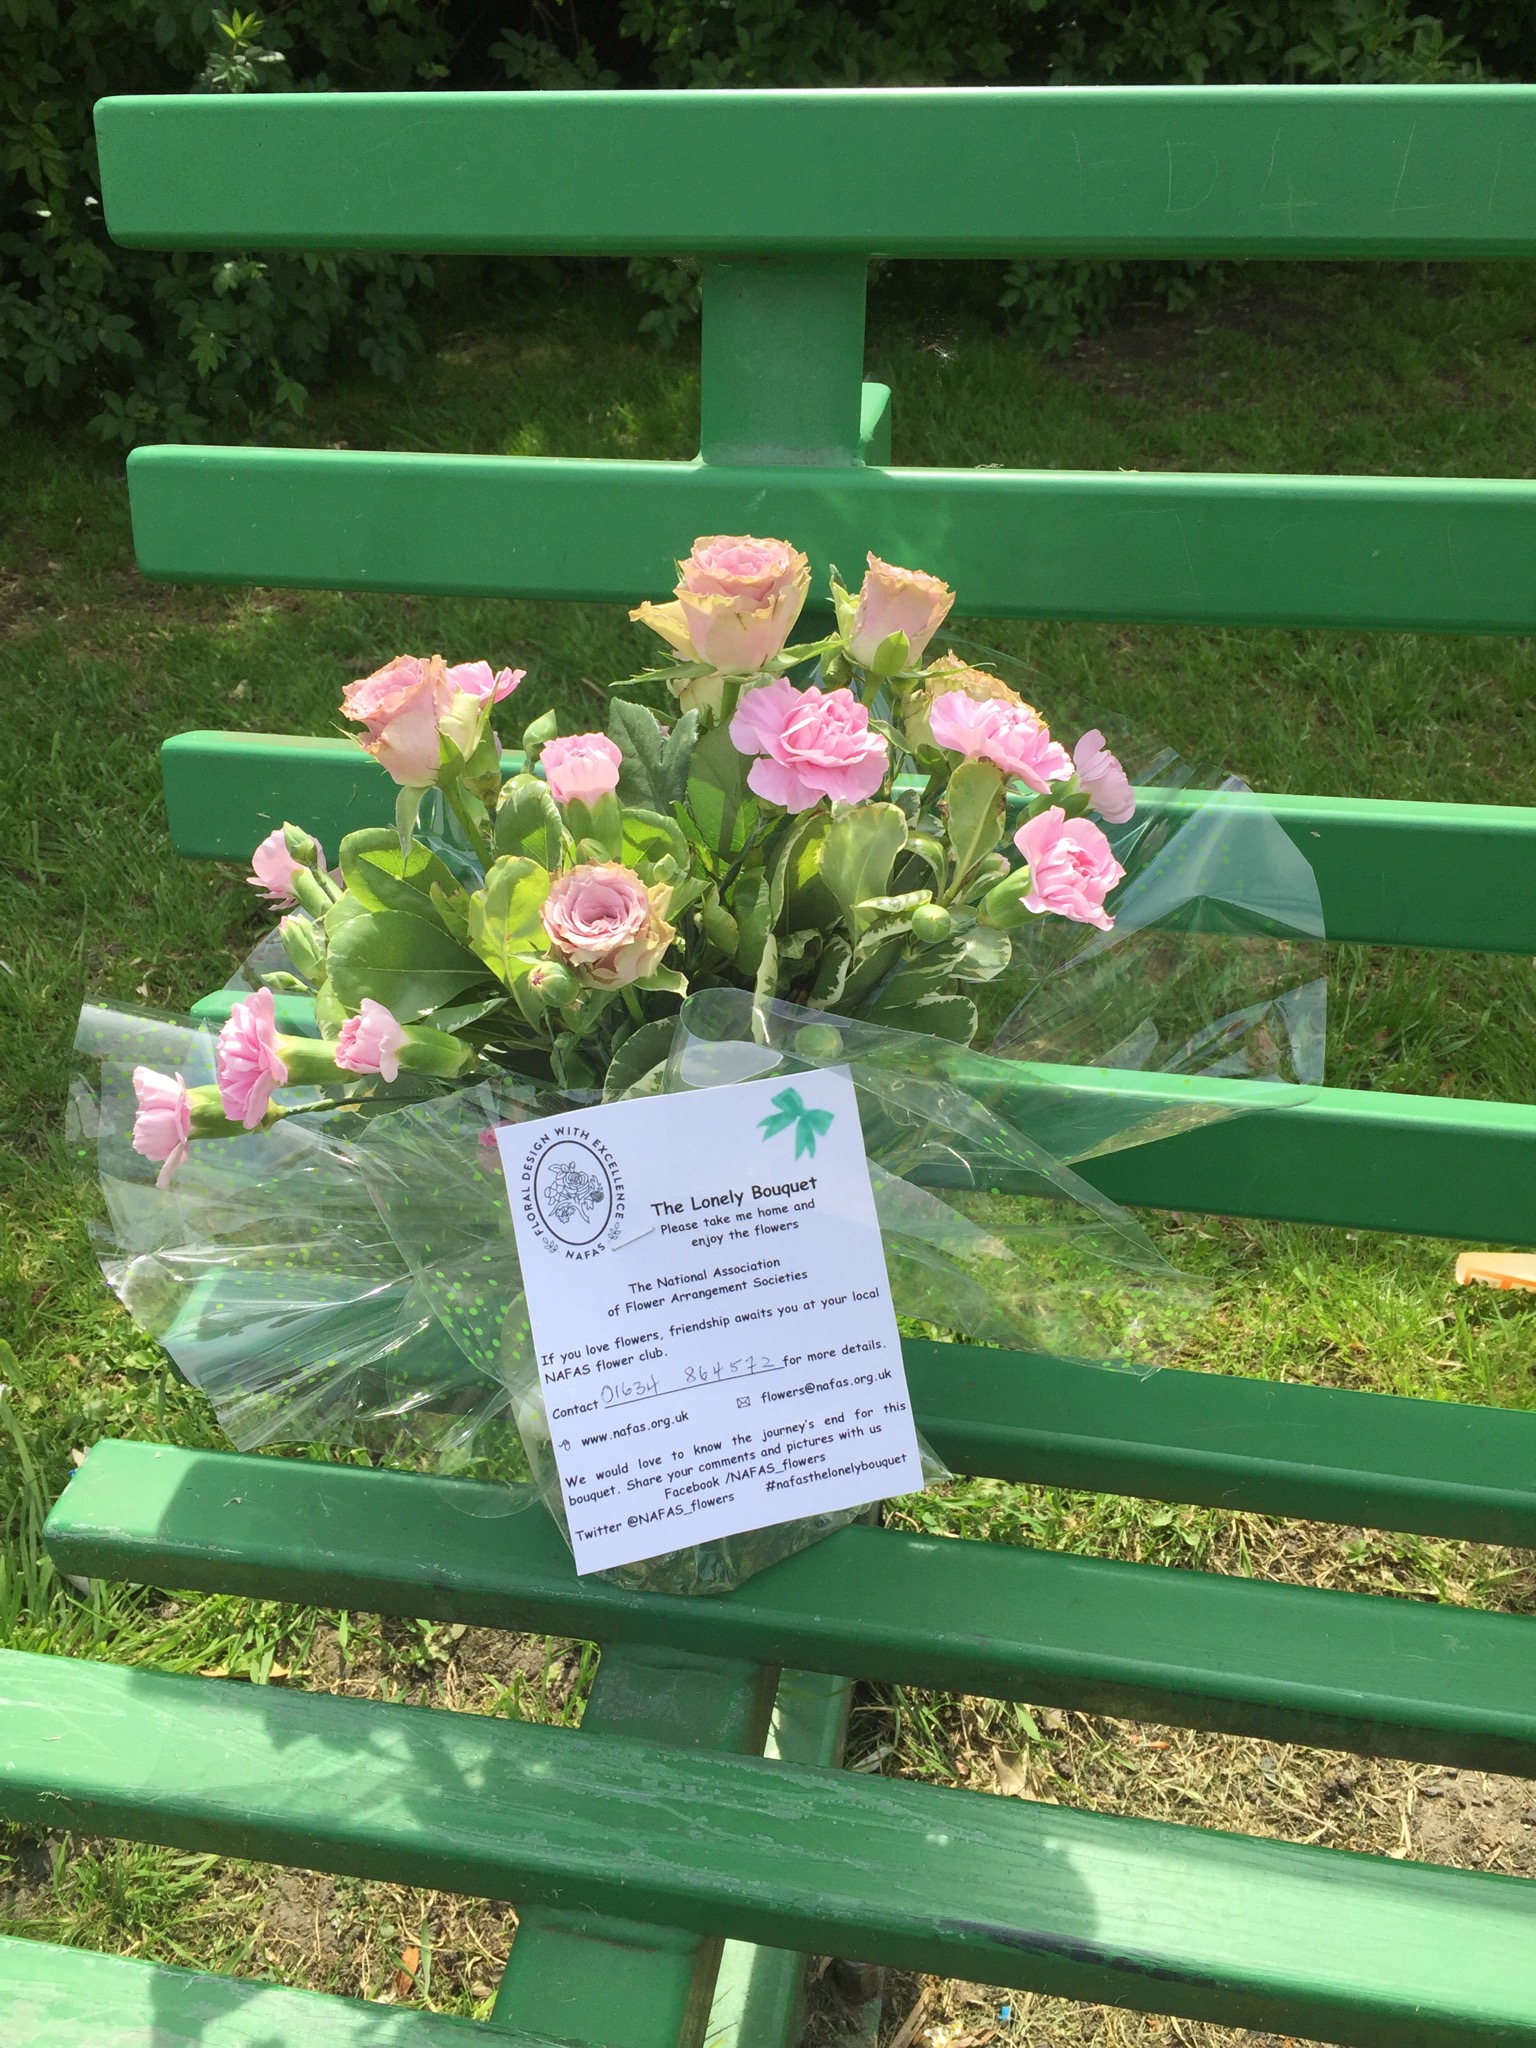 D4L
FLORAL DESIGN WITH EXCELLENCE
NAFAS
The Lonely Bouquet
Please take me home and
enjoy the flowers
The National Association
of Flower Arrangement Societies
If you love flowers, friendship awaits you at your local
NAFAS flower club.
Contact 01634 864572 for more details.
www.nafas.org.uk flowers@nafas.org.uk
We would love to know the journey's end for this
bouquet. Share your comments and pictures with us
Facebook /NAFAS_flowers
Twitter @NAFAS_flowers #nafasthelonelybouquet